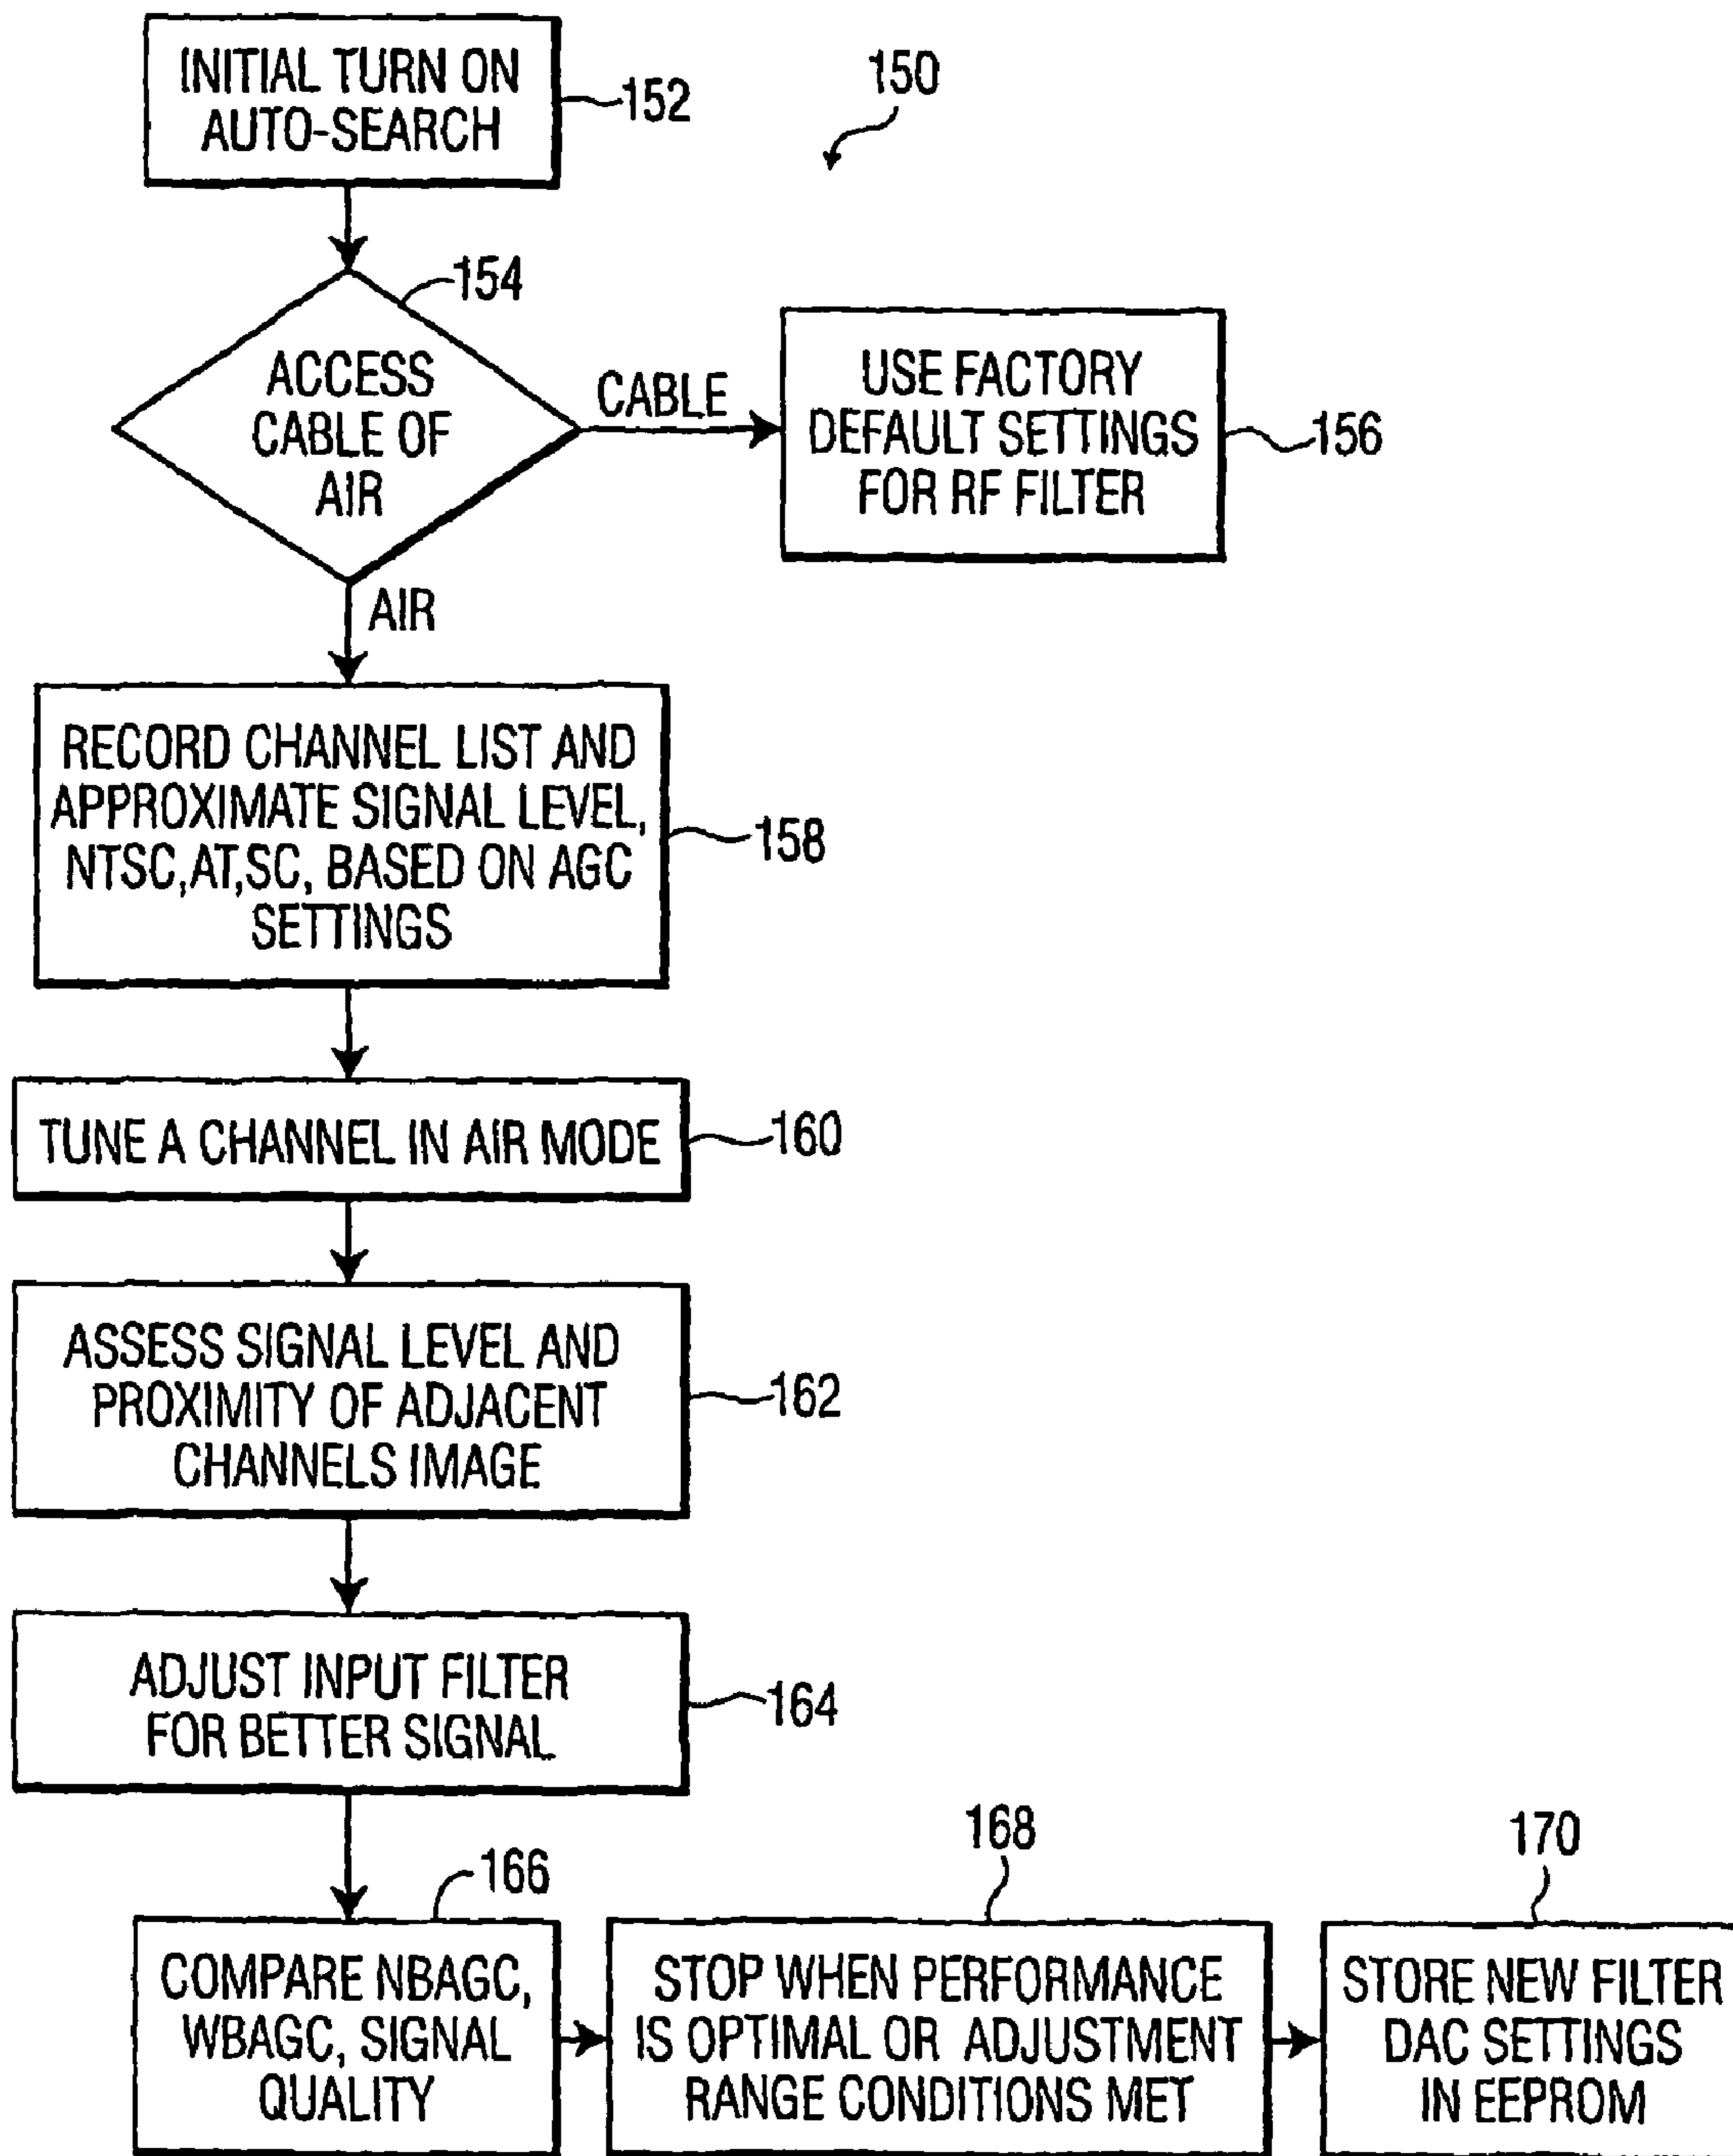 INITIAL TURN ON
AUTO-SEARCH
152
150
154
ACCESS
CABLE OF
AIR
CABLE
USE FACTORY
DEFAULT SETTINGS
FOR RF FILTER
156
AIR
RECORD CHANNEL LIST AND
APPROXIMATE SIGNAL LEVEL,
NTSC,AT,SC, BASED ON AGC
SETTINGS
158
TUNE A CHANNEL IN AIR MODE
160
ASSESS SIGNAL LEVEL AND
PROXIMITY OF ADJACENT
CHANNELS IMAGE
162
ADJUST INPUT FILTER
FOR BETTER SIGNAL
164
166
COMPARE NBAGC,
WBAGC, SIGNAL
QUALITY
168
STOP WHEN PERFORMANCE
IS OPTIMAL OR ADJUSTMENT
RANGE CONDITIONS MET
170
STORE NEW FILTER
DAC SETTINGS
IN EEPROM